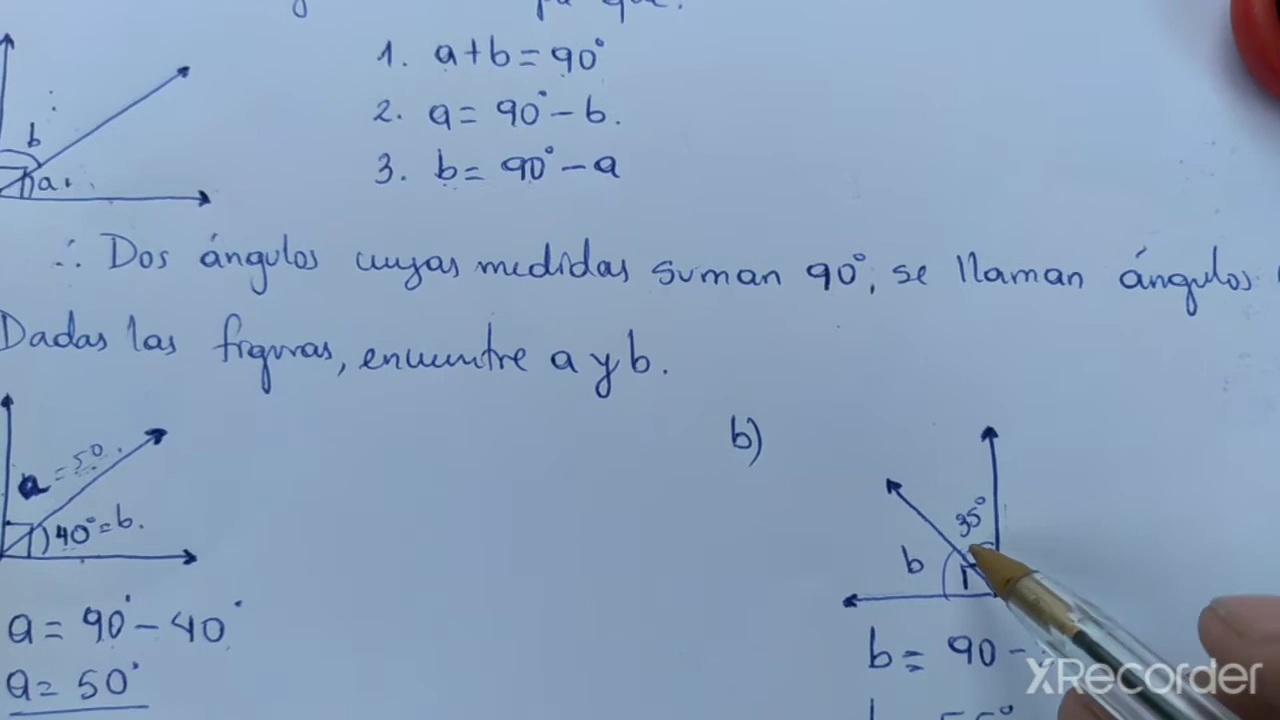 que:
1. a+b=90°
2. a= 90°-b.
3. b= 90°-a
b
a
∴ Dos ángulos cuyas medidas suman 90°, se llaman ángulos
Dadas las figuras, encuentre a y b.
b)
a=50.
40°=b.
35°
b
a= 90°-40°
a= 50°
b= 90-
XRecorder